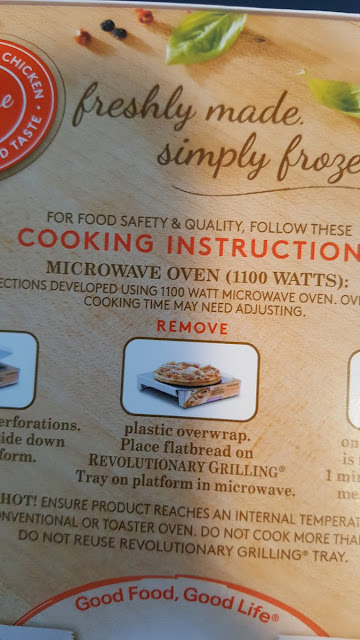 CHICKEN
D TASTE
freshly made.
simply froze
FOR FOOD SAFETY & QUALITY, FOLLOW THESE
COOKING INSTRUCTION
MICROWAVE OVEN (1100 WATTS):
ECTIONS DEVELOPED USING 1100 WATT MICROWAVE OVEN. OV
COOKING TIME MAY NEED ADJUSTING.
REMOVE
erforations.
ide down
form.
plastic overwrap.
Place flatbread on
REVOLUTIONARY GRILLING®
Tray on platform in microwave.
on
is
1 min
me
HOT! ENSURE PRODUCT REACHES AN INTERNAL TEMPERAT
NVENTIONAL OR TOASTER OVEN. DO NOT COOK MORE THA
DO NOT REUSE REVOLUTIONARY GRILLING® TRAY.
Good Food, Good Life®